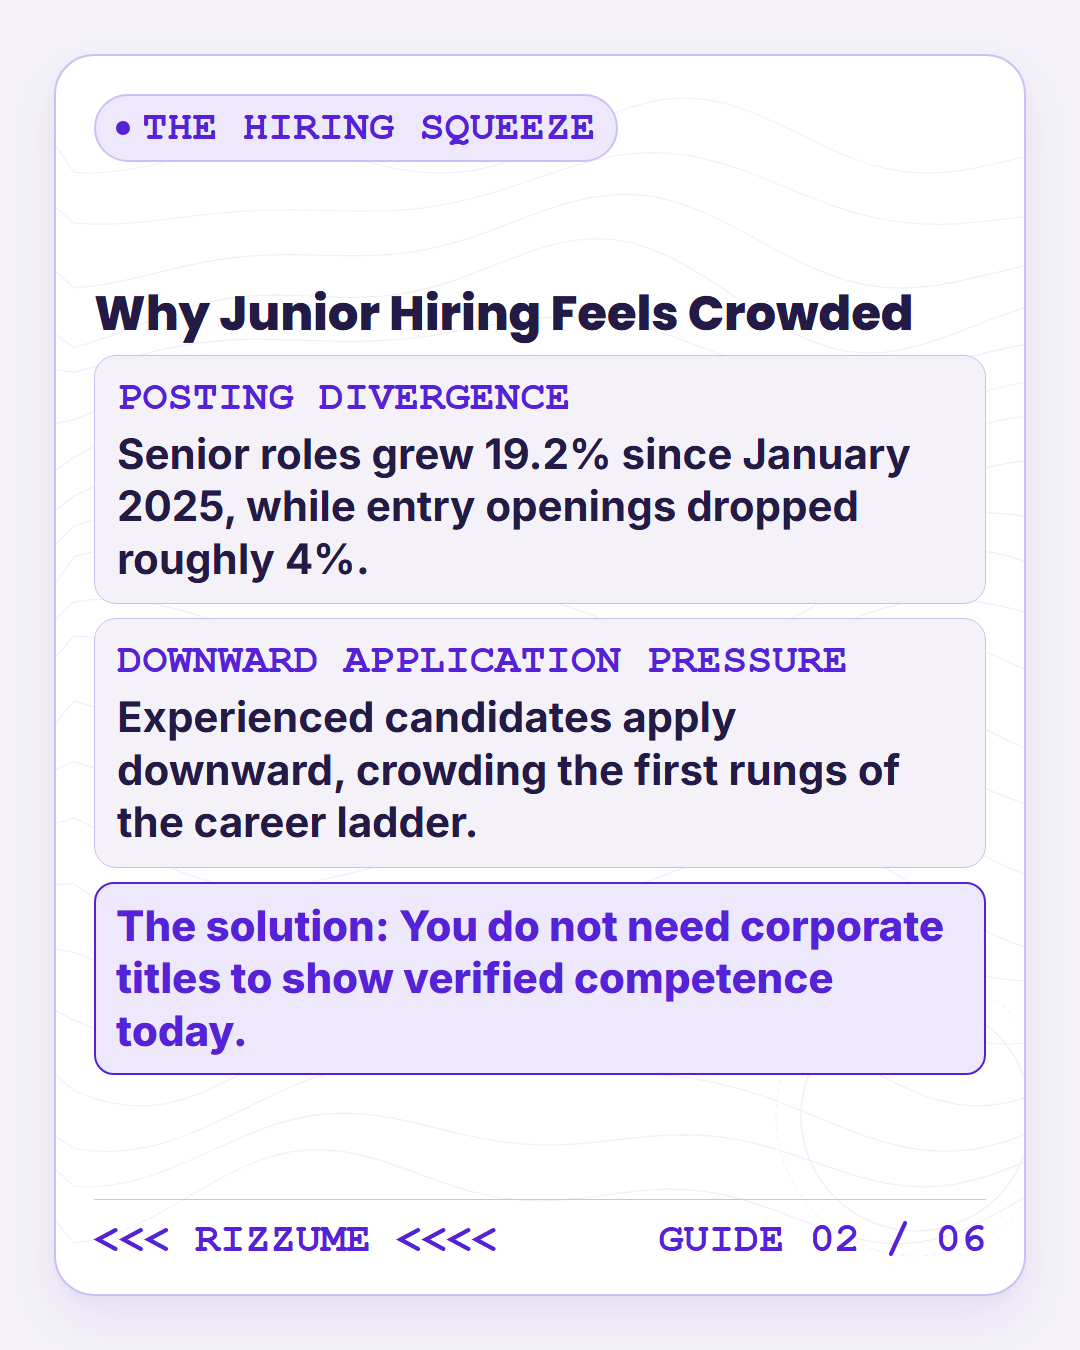 • THE HIRING SQUEEZE
Why Junior Hiring Feels Crowded
POSTING DIVERGENCE
Senior roles grew 19.2% since January
2025, while entry openings dropped
roughly 4%.
DOWNWARD APPLICATION PRESSURE
Experienced candidates apply
downward, crowding the first rungs of
the career ladder.
The solution: You do not need corporate
titles to show verified competence
today.
<<< RIZZUME <<<<
GUIDE 02 / 06